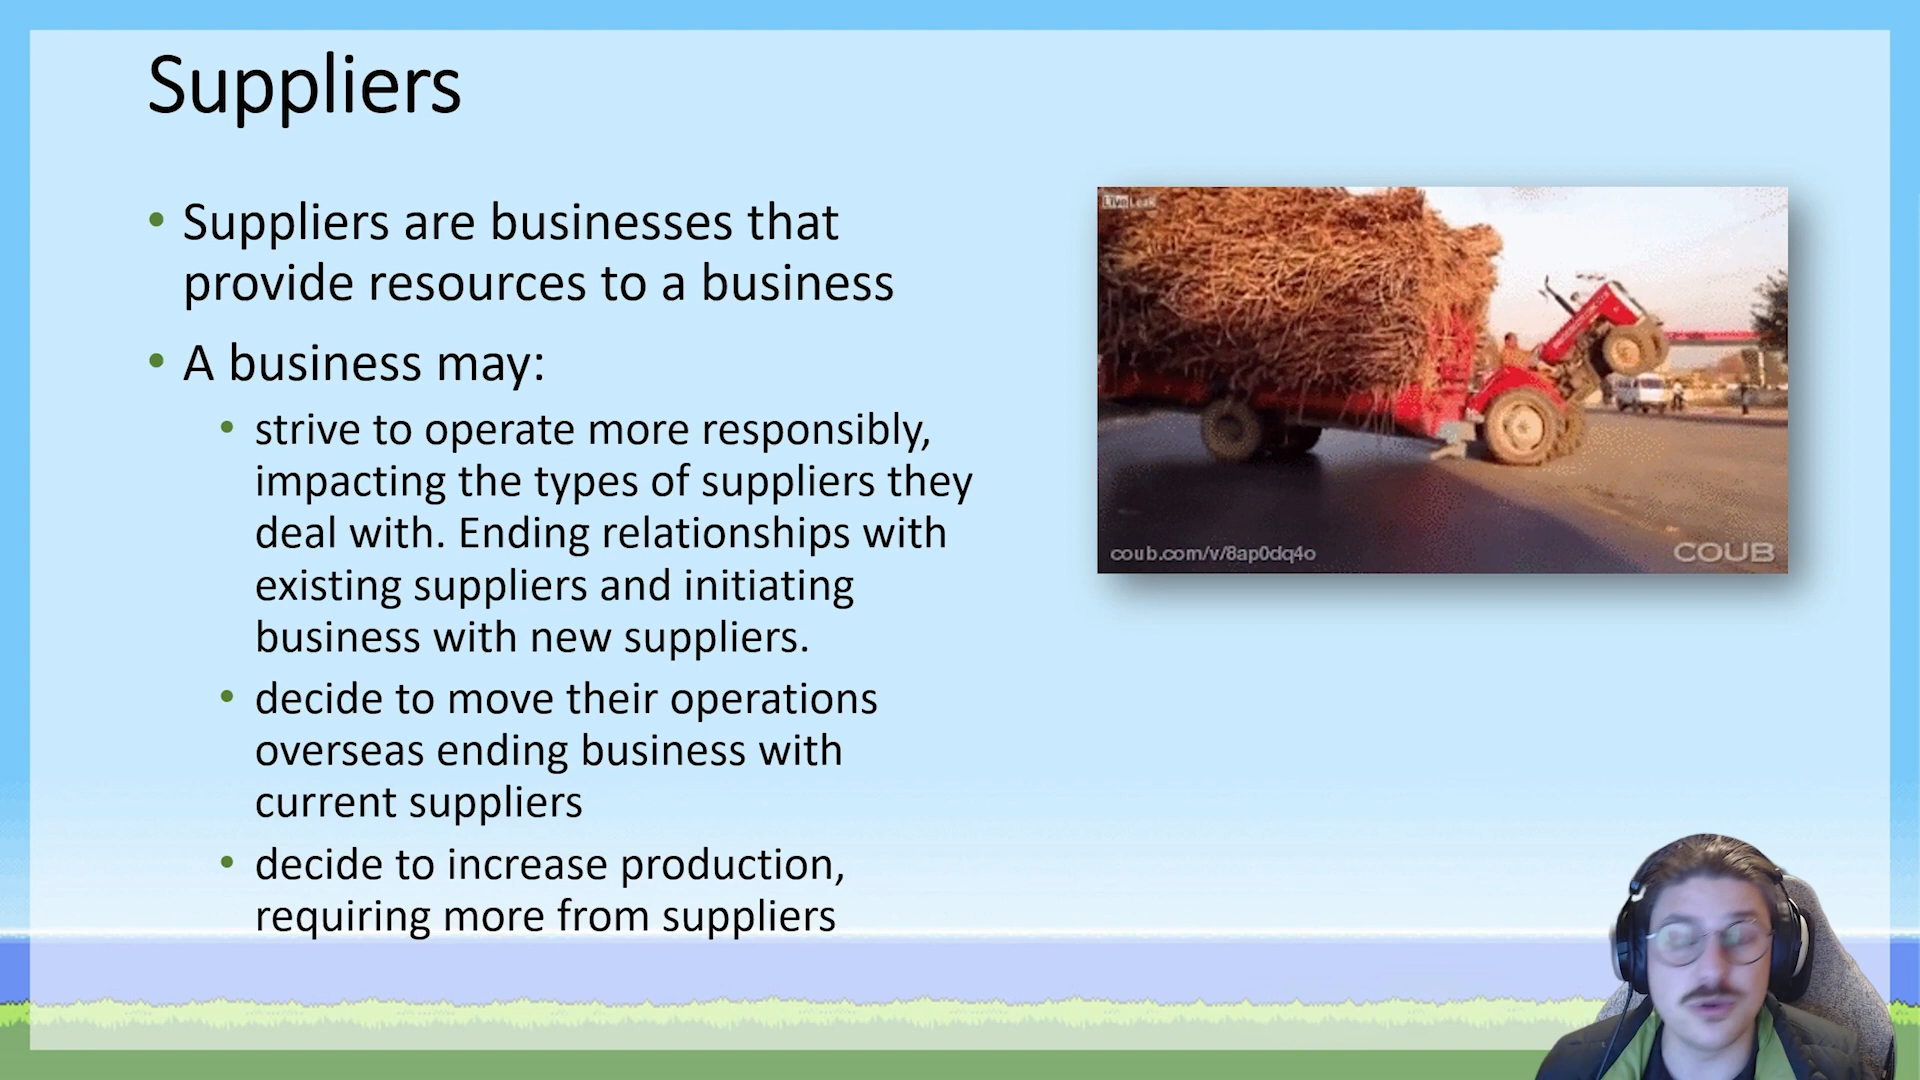 Suppliers
• Suppliers are businesses that
provide resources to a business
• A business may:
• strive to operate more responsibly,
impacting the types of suppliers they
deal with. Ending relationships with
existing suppliers and initiating
business with new suppliers.
• decide to move their operations
overseas ending business with
current suppliers
• decide to increase production,
requiring more from suppliers
LiveLeak
coub.com/v/8ap0dq4o
COUB